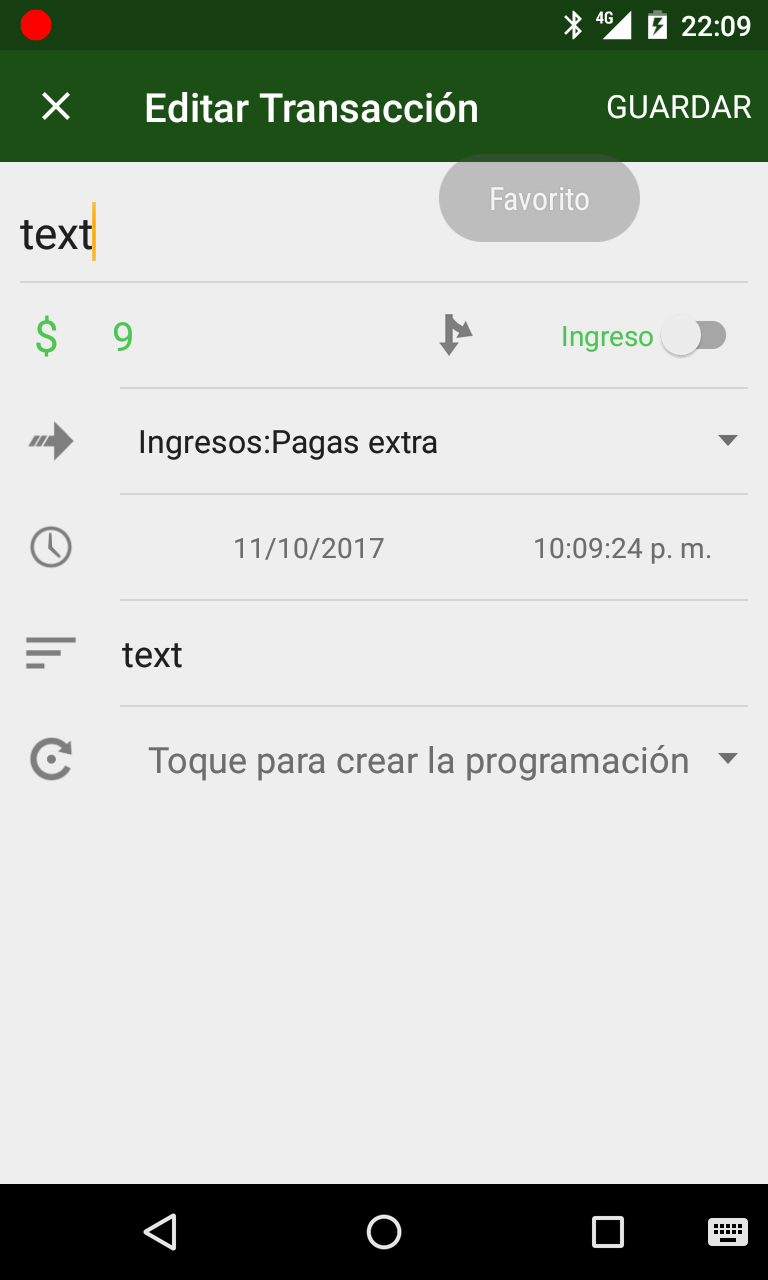 4G 22:09
Editar Transacción GUARDAR
Favorito
text
$ 9 Ingreso
Ingresos:Pagas extra
11/10/2017 10:09:24 p. m.
text
Toque para crear la programación